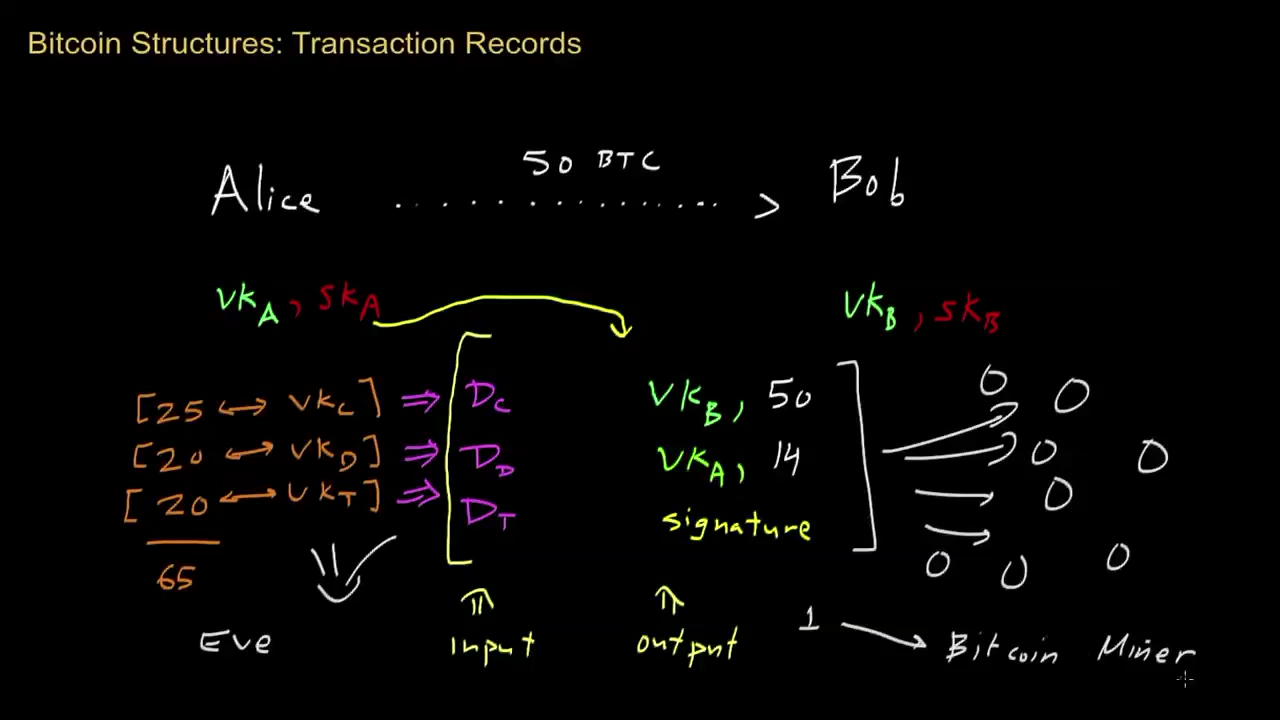 Bitcoin Structures: Transaction Records
50 BTC
Alice Bob
VKA, SKA VKB, SKB
[25 ↔ VKC] ⇒ DC VKB, 50
[20 ↔ VKD] ⇒ DD VKA, 14
[20 ↔ VKT] ⇒ DT signature
65
Eve input output 1 → Bitcoin Miner